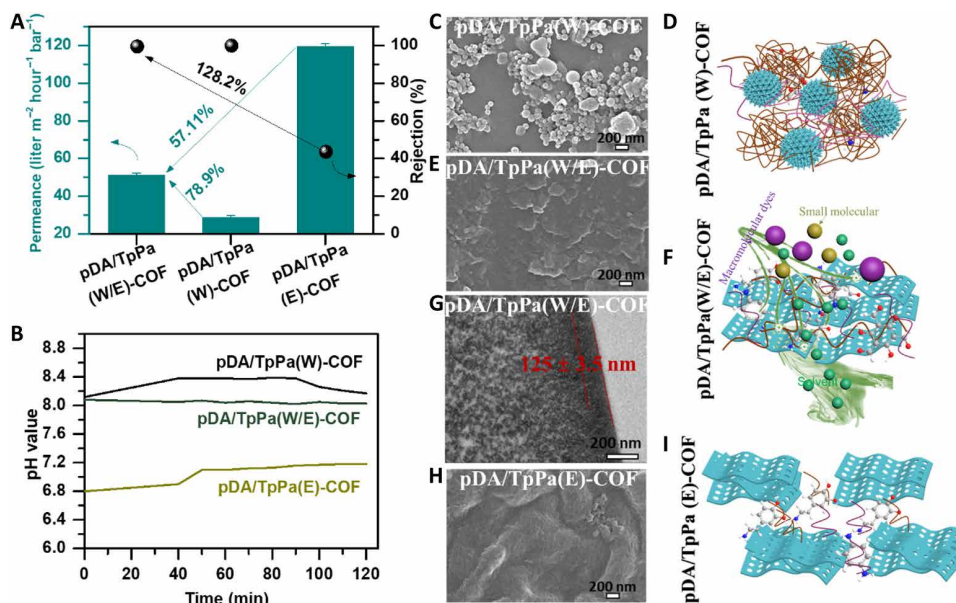 A
Permeance (liter m⁻² hour⁻¹ bar⁻¹)
120
110
100
60
50
40
30
20
128.2%
57.11%
78.9%
100
80
60
40
20
0
Rejection (%)
pDA/TpPa
(W/E)-COF
pDA/TpPa
(W)-COF
pDA/TpPa
(E)-COF
B
pH value
8.8
8.4
8.0
7.6
7.2
6.8
6.4
6.0
pDA/TpPa(W)-COF
pDA/TpPa(W/E)-COF
pDA/TpPa(E)-COF
0 20 40 60 80 100 120
Time (min)
C
pDA/TpPa(W)-COF
200 nm
E
pDA/TpPa(W/E)-COF
200 nm
G
pDA/TpPa(W/E)-COF
125 ± 3.5 nm
200 nm
H
pDA/TpPa(E)-COF
200 nm
D
pDA/TpPa (W)-COF
F
pDA/TpPa(W/E)-COF
Macromolecular dyes
Small molecular
Solvent
I
pDA/TpPa (E)-COF